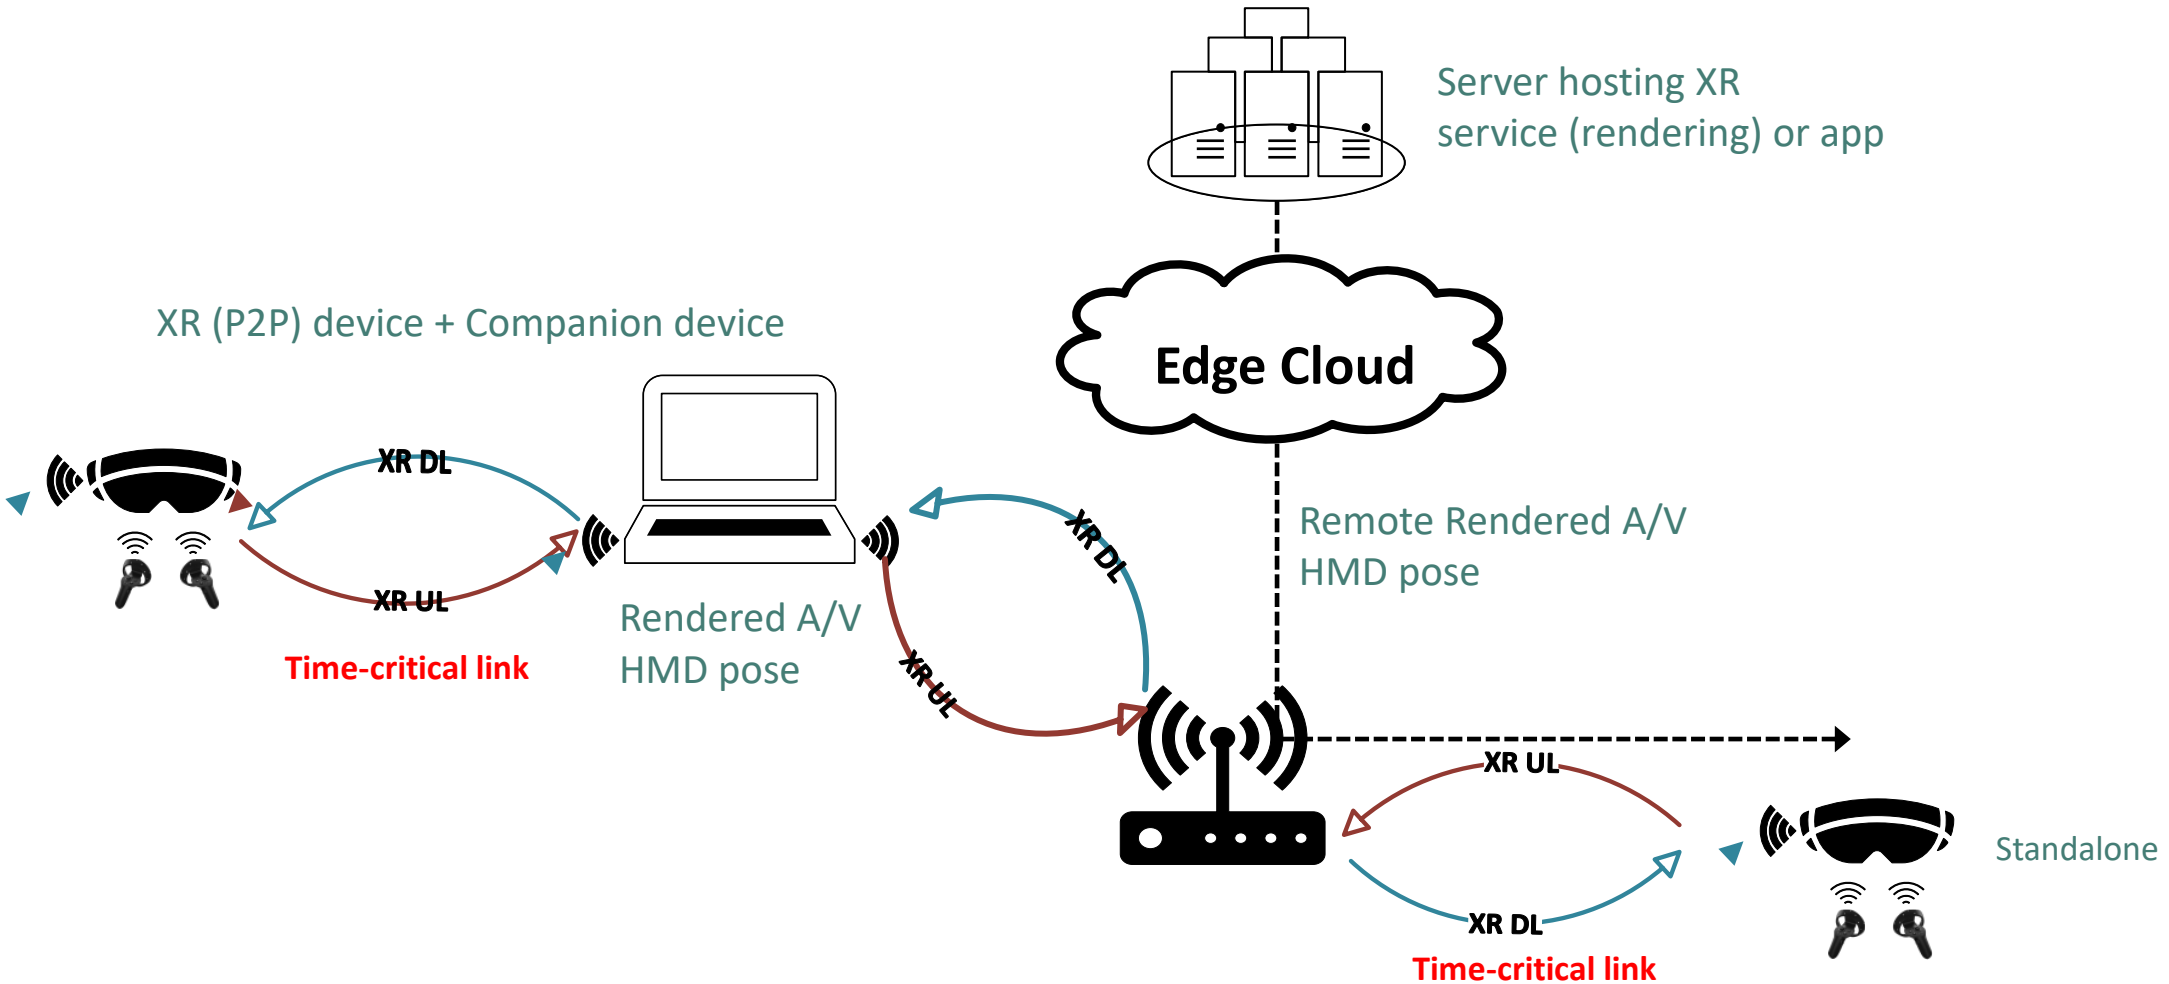 Server hosting XR
service (rendering) or app
XR (P2P) device + Companion device
Edge Cloud
XR DL
XR UL
Time-critical link
Rendered A/V
HMD pose
XR DL
XR UL
Remote Rendered A/V
HMD pose
XR UL
XR DL
Time-critical link
Standalone